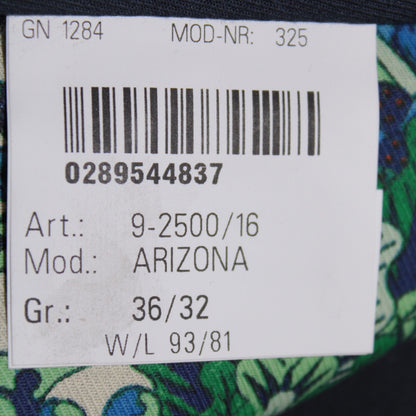 GN 1284 MOD-NR: 325
0289544837
Art.: 9-2500/16
Mod.: ARIZONA
Gr.: 36/32
W/L 93/81